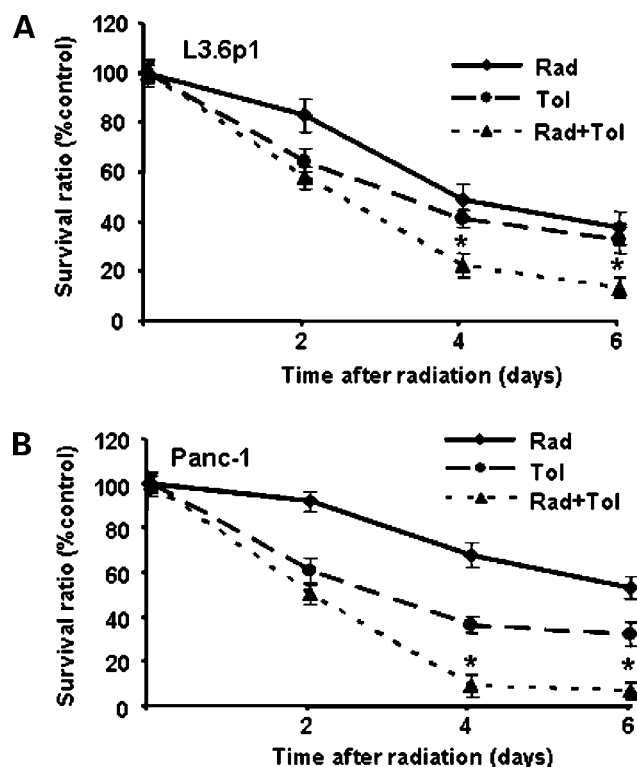 A
L3.6p1
Rad
Tol
Rad+Tol
Survival ratio (%control)
120
100
80
60
40
20
0
*
*
2
4
6
Time after radiation (days)
B
Panc-1
Rad
Tol
Rad+Tol
Survival ratio (%control)
120
100
80
60
40
20
0
*
*
2
4
6
Time after radiation (days)